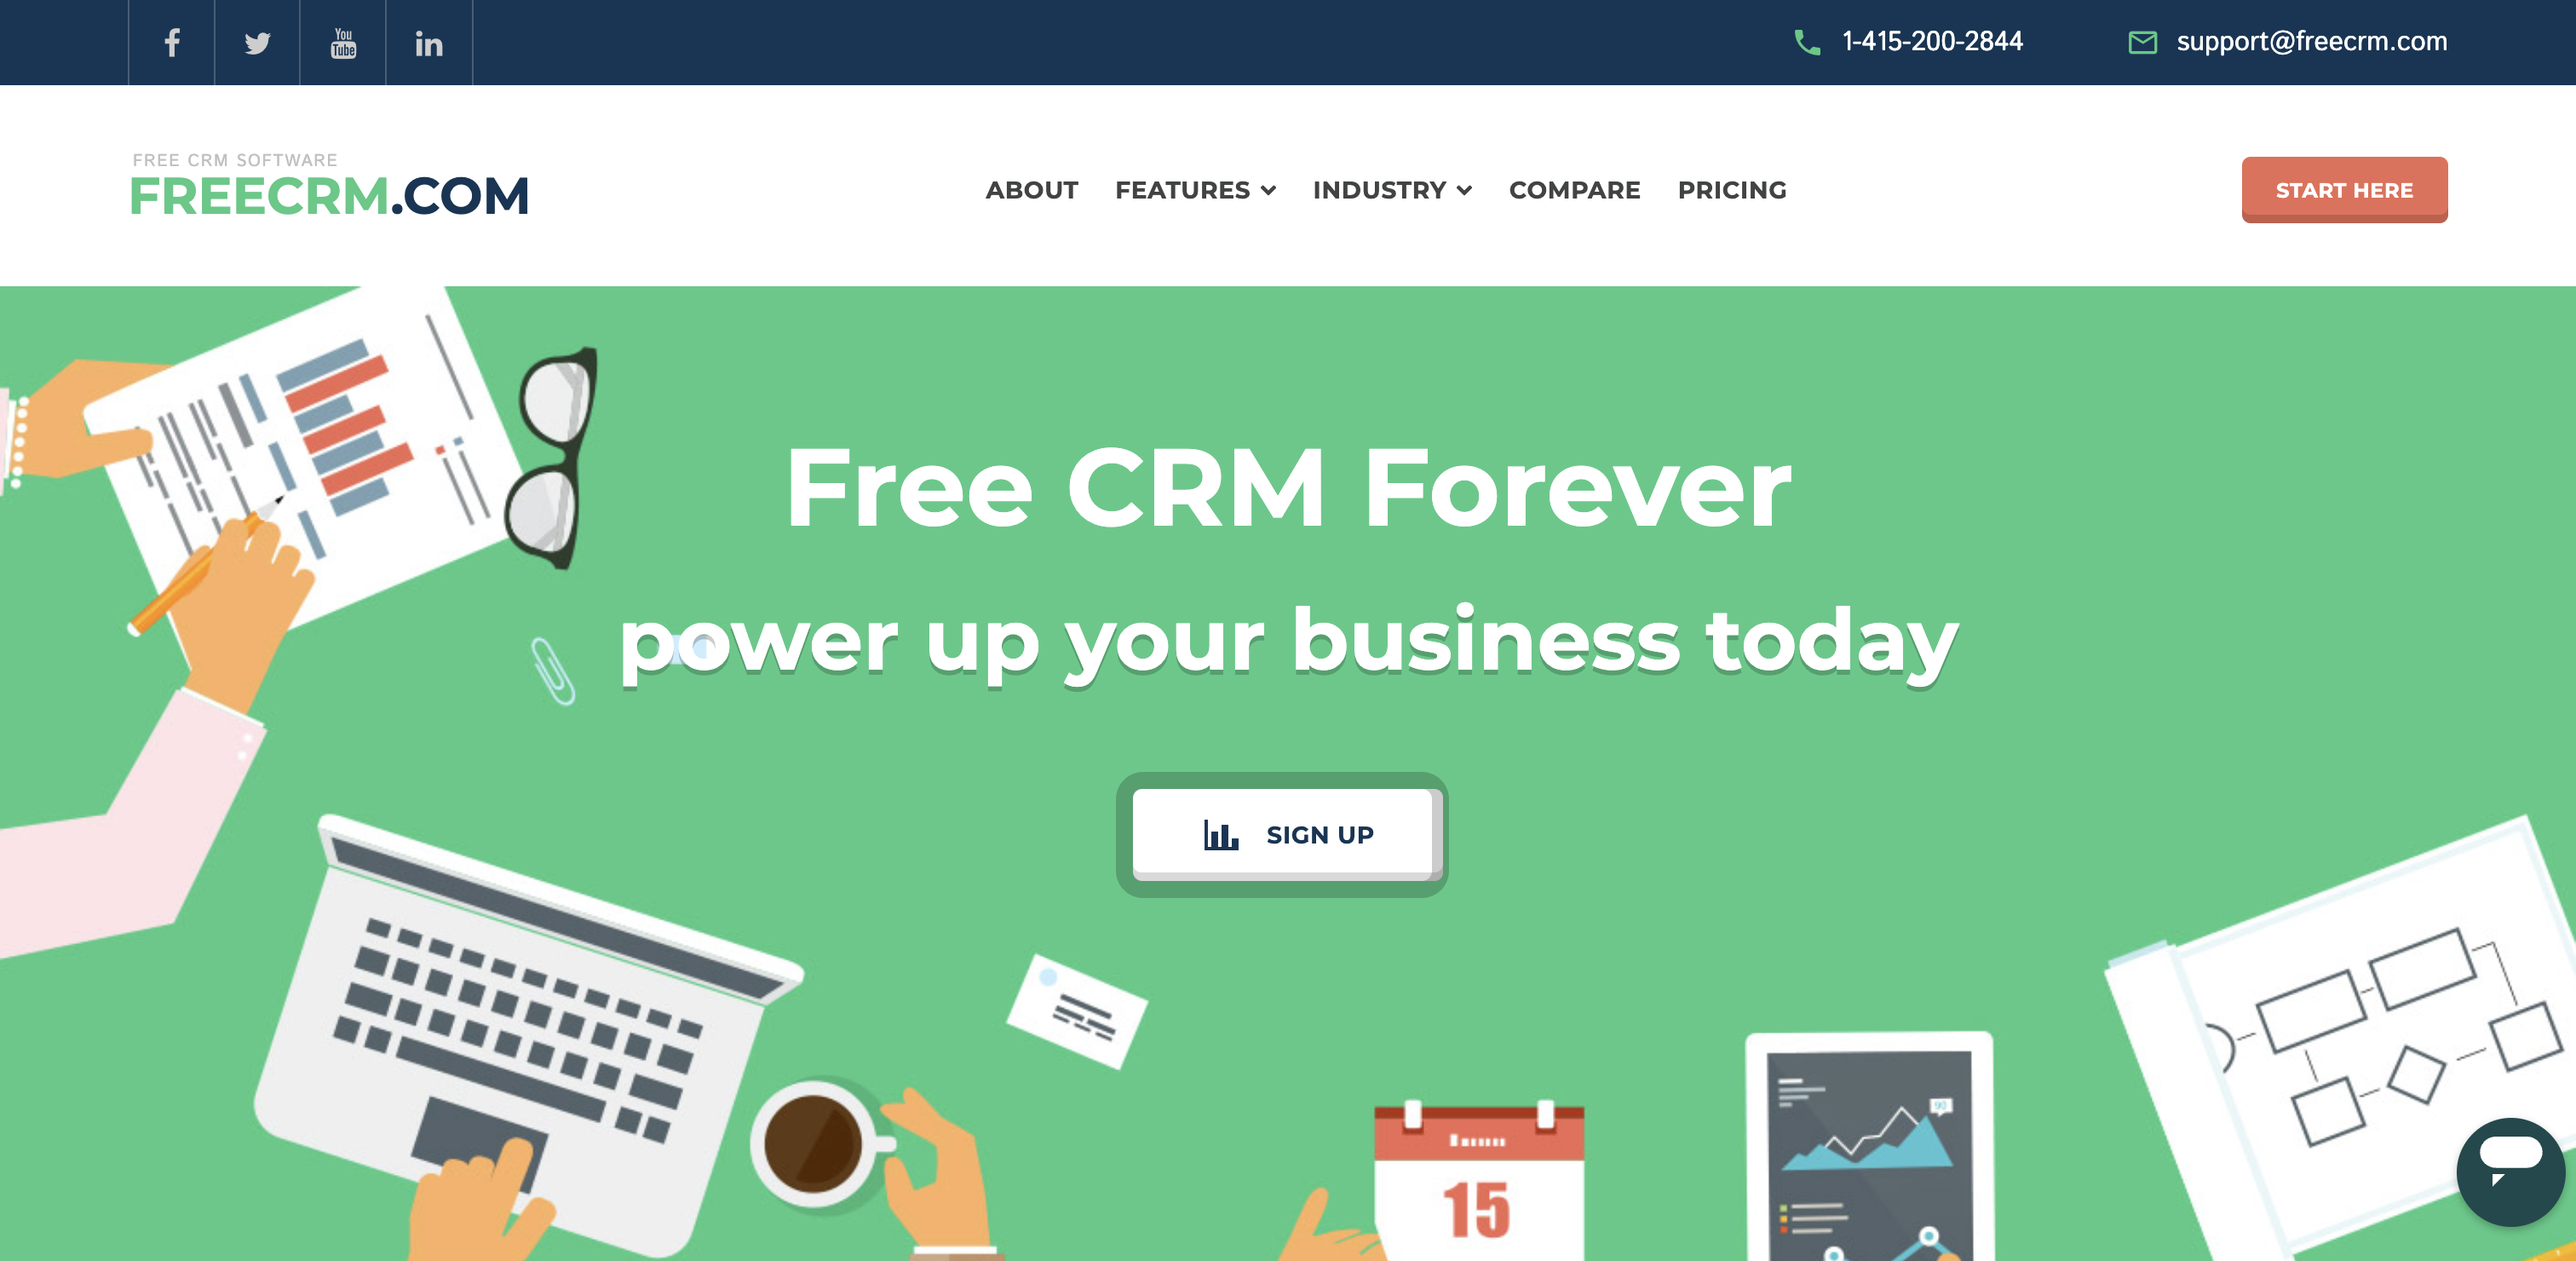 You
Tube
1-415-200-2844
support@freecrm.com
FREE CRM SOFTWARE
FREECRM.COM
ABOUT
FEATURES
INDUSTRY
COMPARE
PRICING
START HERE
Free CRM Forever
power up your business today
SIGN UP
90
15